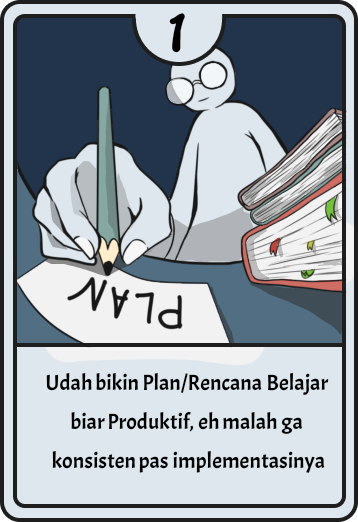 1
PLAN
Udah bikin Plan/Rencana Belajar
biar Produktif, eh malah ga
konsisten pas implementasinya